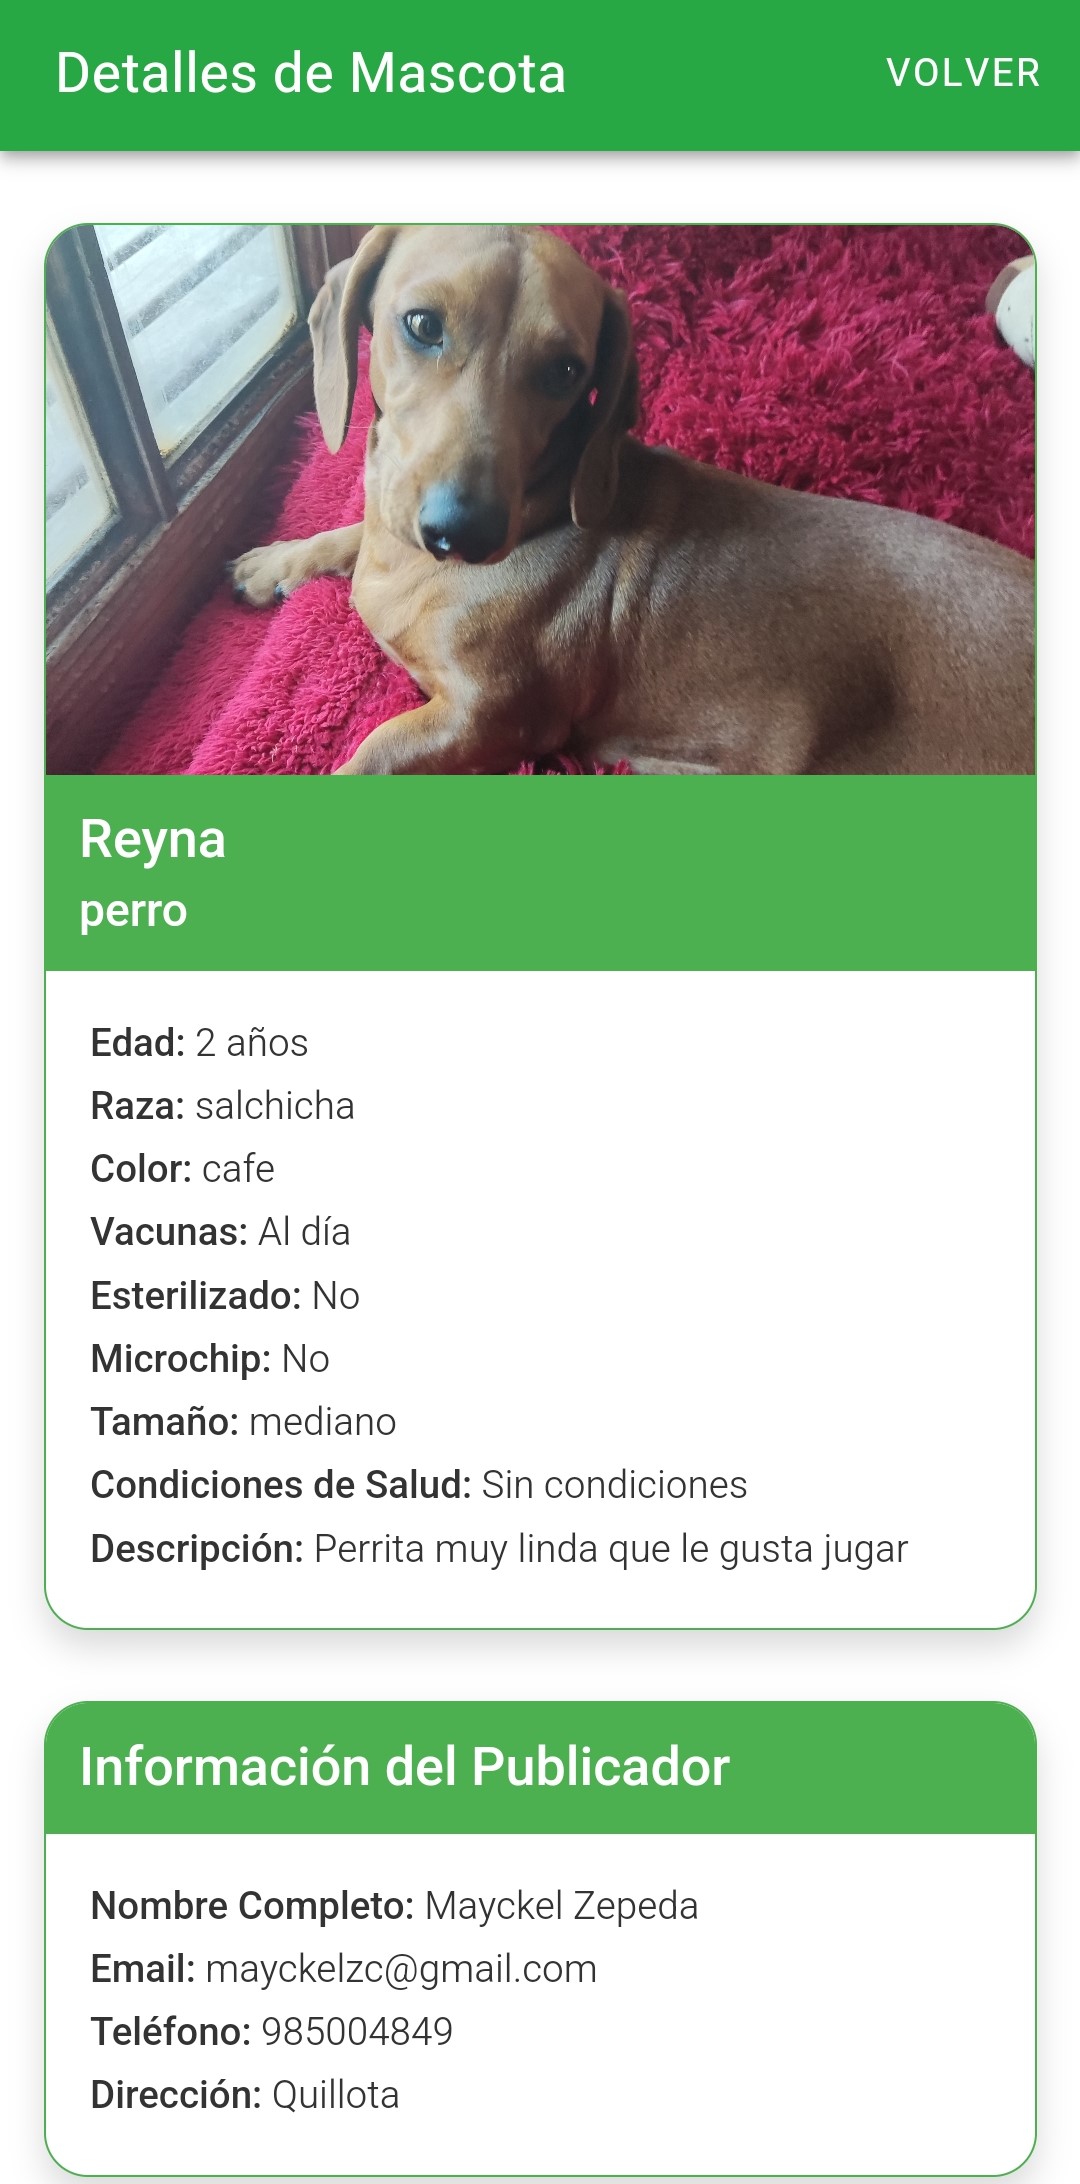 Detalles de Mascota
VOLVER
Reyna
perro
Edad: 2 años
Raza: salchicha
Color: cafe
Vacunas: Al día
Esterilizado: No
Microchip: No
Tamaño: mediano
Condiciones de Salud: Sin condiciones
Descripción: Perrita muy linda que le gusta jugar
Información del Publicador
Nombre Completo: Mayckel Zepeda
Email: mayckelzc@gmail.com
Teléfono: 985004849
Dirección: Quillota